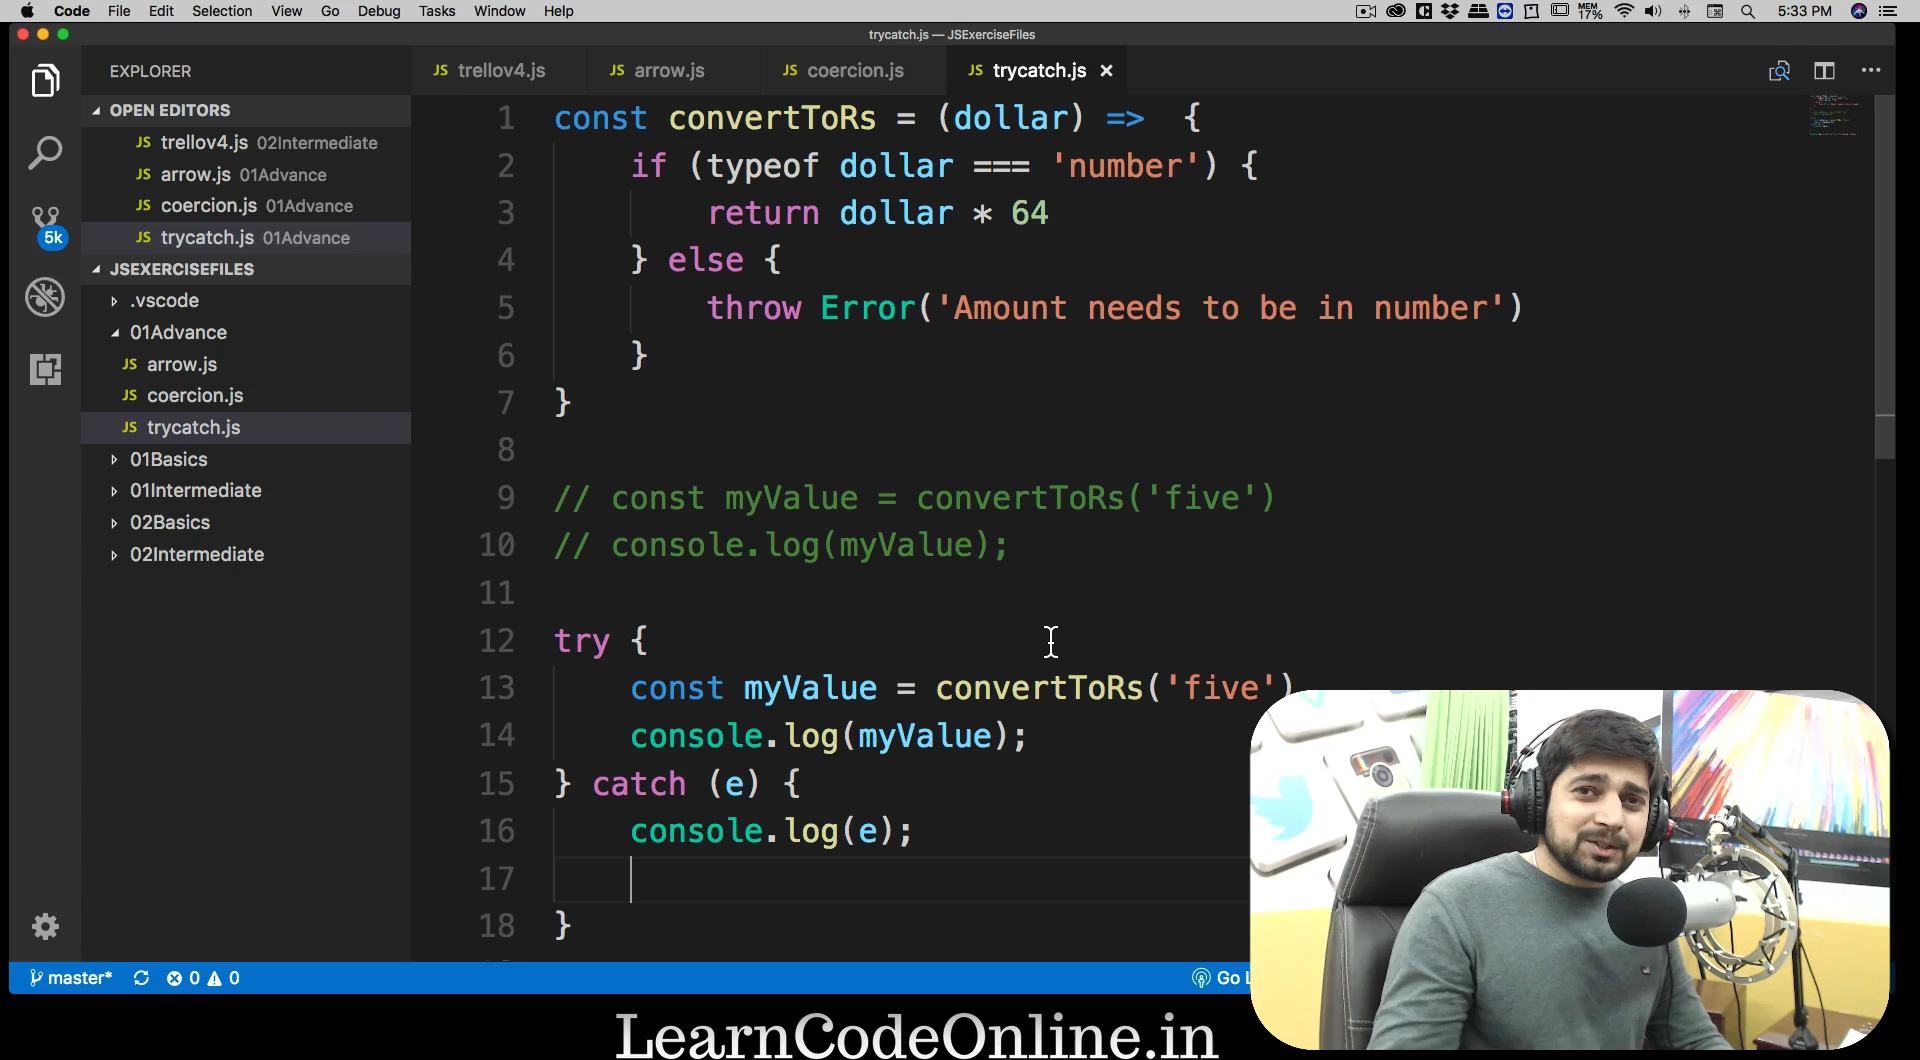 Code File Edit Selection View Go Debug Tasks Window Help
MEM 17% 5:33 PM
trycatch.js — JSExerciseFiles
EXPLORER
JS trellov4.js JS arrow.js JS coercion.js JS trycatch.js
OPEN EDITORS
JS trellov4.js 02Intermediate
JS arrow.js 01Advance
JS coercion.js 01Advance
JS trycatch.js 01Advance
5k
JSEXERCISEFILES
.vscode
01Advance
JS arrow.js
JS coercion.js
JS trycatch.js
01Basics
01Intermediate
02Basics
02Intermediate
1 const convertToRs = (dollar) => {
2 if (typeof dollar === 'number') {
3 return dollar * 64
4 } else {
5 throw Error('Amount needs to be in number')
6 }
7 }
8
9 // const myValue = convertToRs('five')
10 // console.log(myValue);
11
12 try {
13 const myValue = convertToRs('five')
14 console.log(myValue);
15 } catch (e) {
16 console.log(e);
17
18 }
master* 0 0
Go L
LearnCodeOnline.in